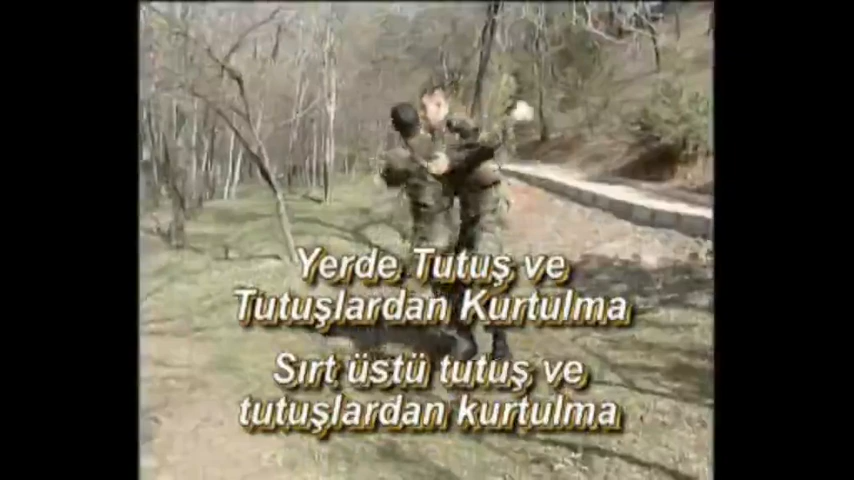 Yerde Tutuş ve
Tutuşlardan Kurtulma
Sırt üstü tutuş ve
tutuşlardan kurtulma